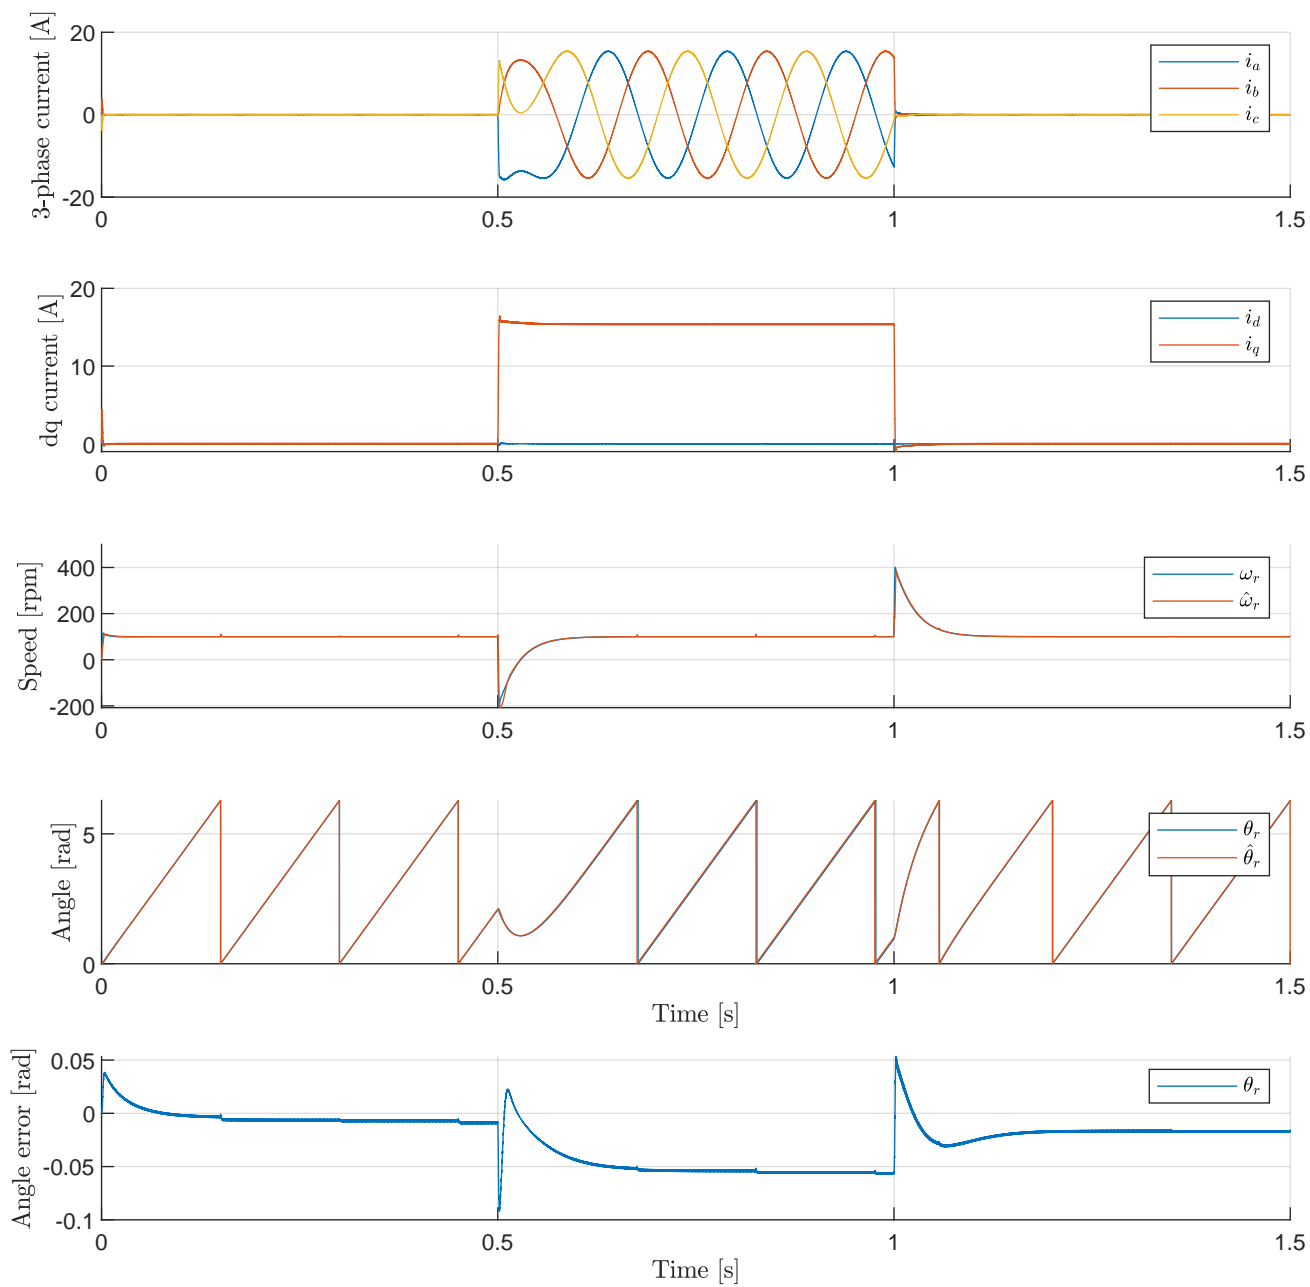 3-phase current [A]
20
0
-20
0
0.5
1
1.5
i_a
i_b
i_c
dq current [A]
20
10
0
0
0.5
1
1.5
i_d
i_q
Speed [rpm]
400
200
0
-200
0
0.5
1
1.5
ω_r
ω̂_r
Angle [rad]
5
0
0
0.5
1
1.5
θ_r
θ̂_r
Time [s]
Angle error [rad]
0.05
0
-0.05
-0.1
0
0.5
1
1.5
θ_r
Time [s]